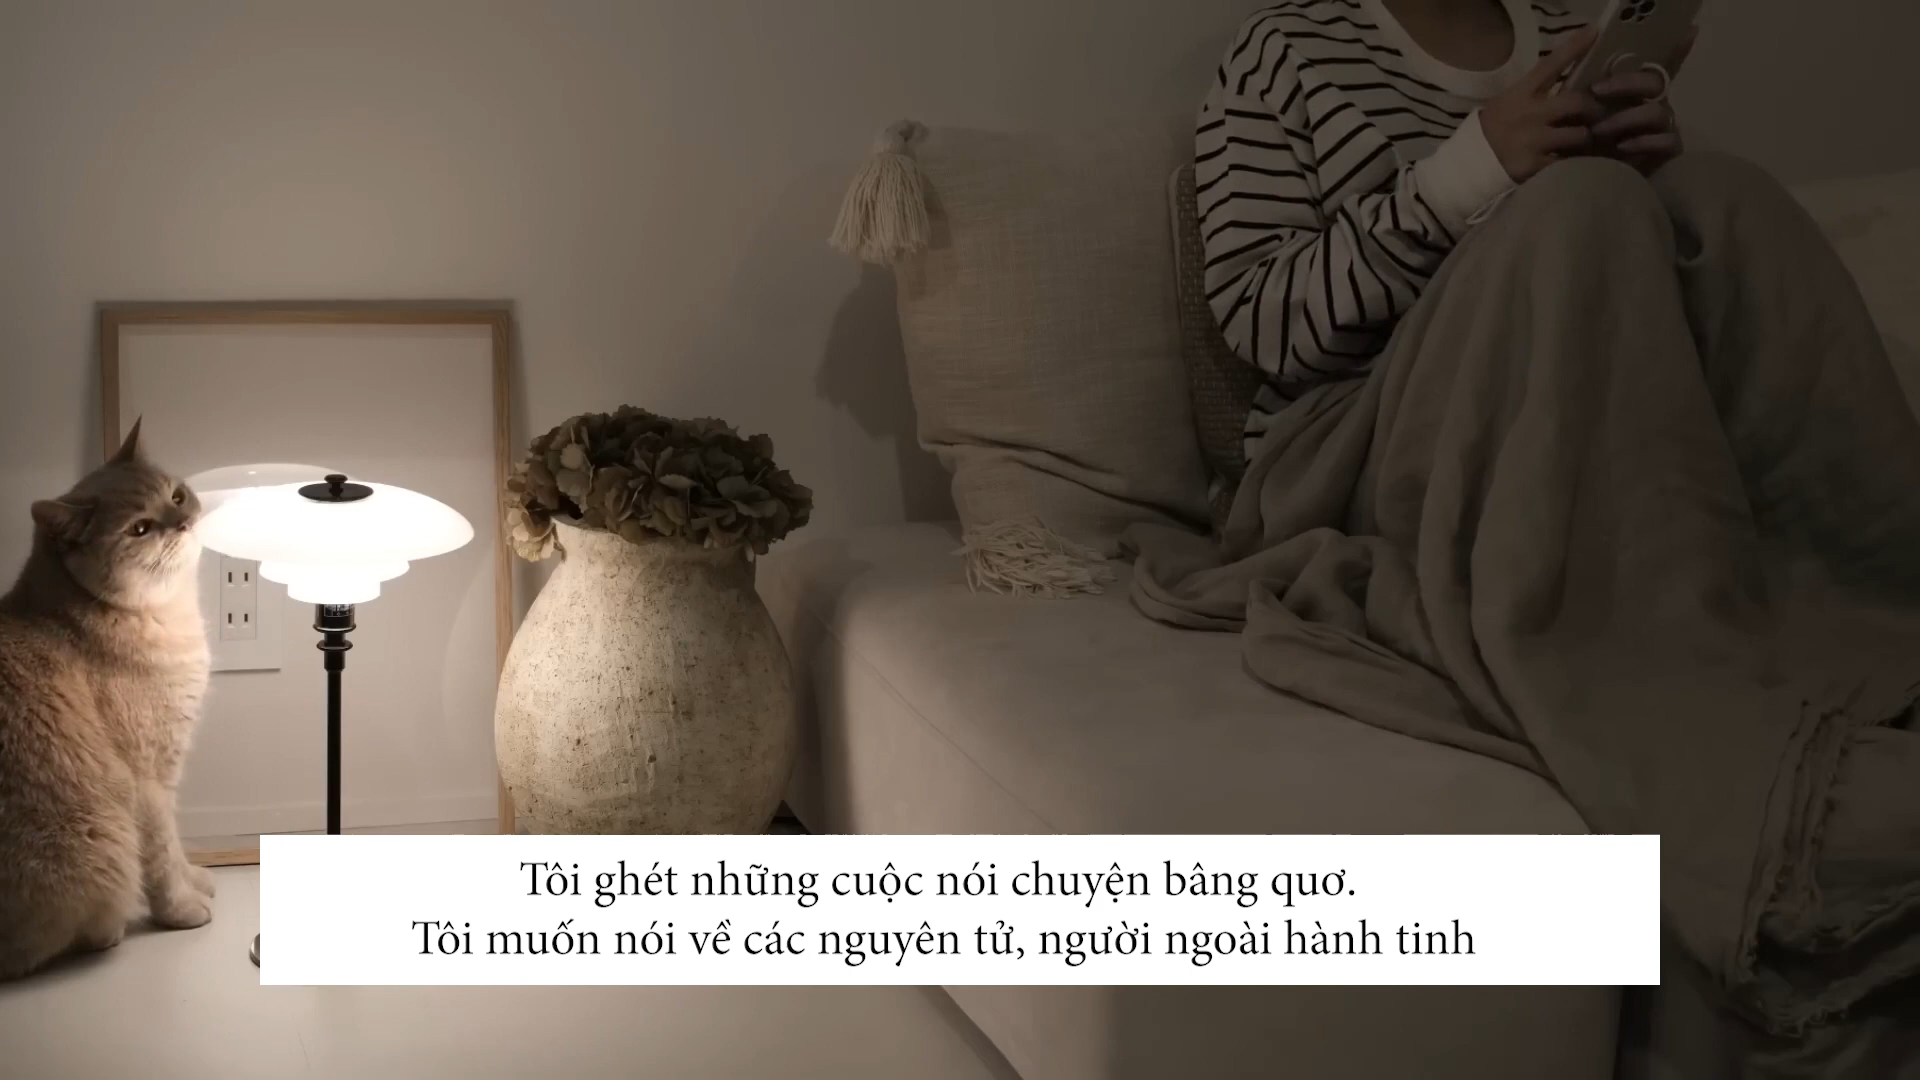 Tôi ghét những cuộc nói chuyện bâng quơ.
Tôi muốn nói về các nguyên tử, người ngoài hành tinh